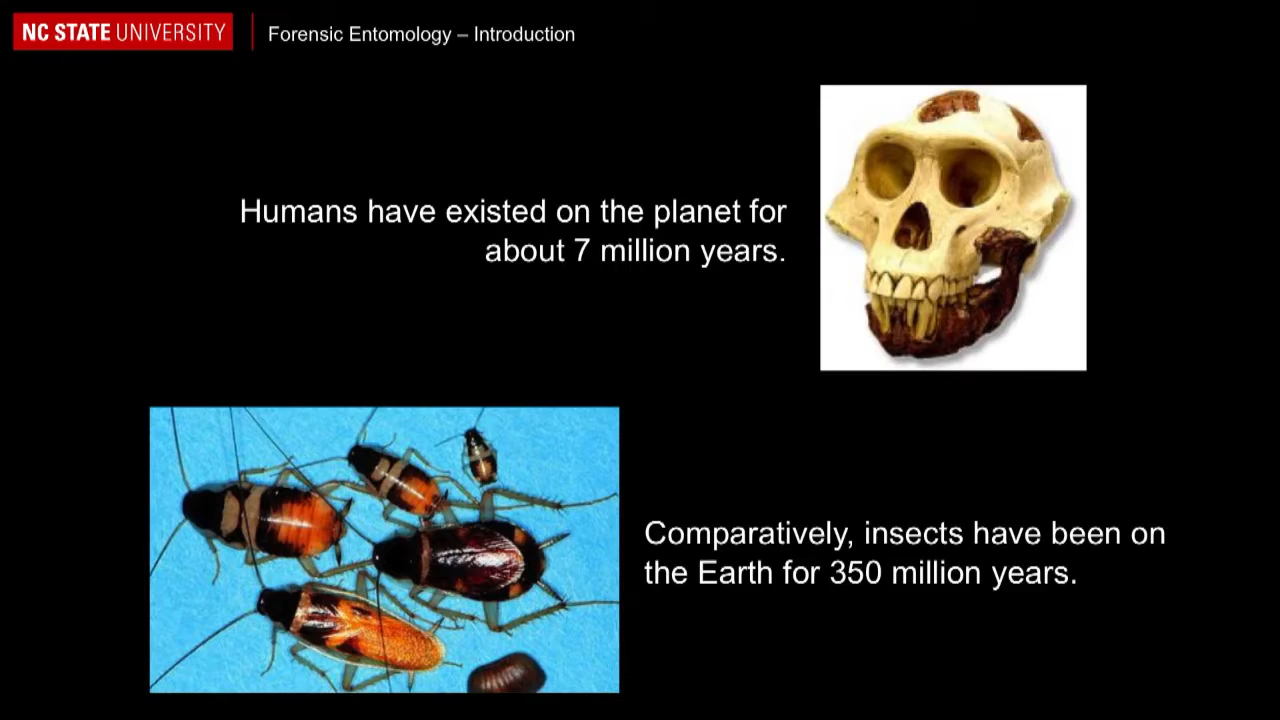 NC STATE UNIVERSITY
Forensic Entomology – Introduction
Humans have existed on the planet for
about 7 million years.
Comparatively, insects have been on
the Earth for 350 million years.